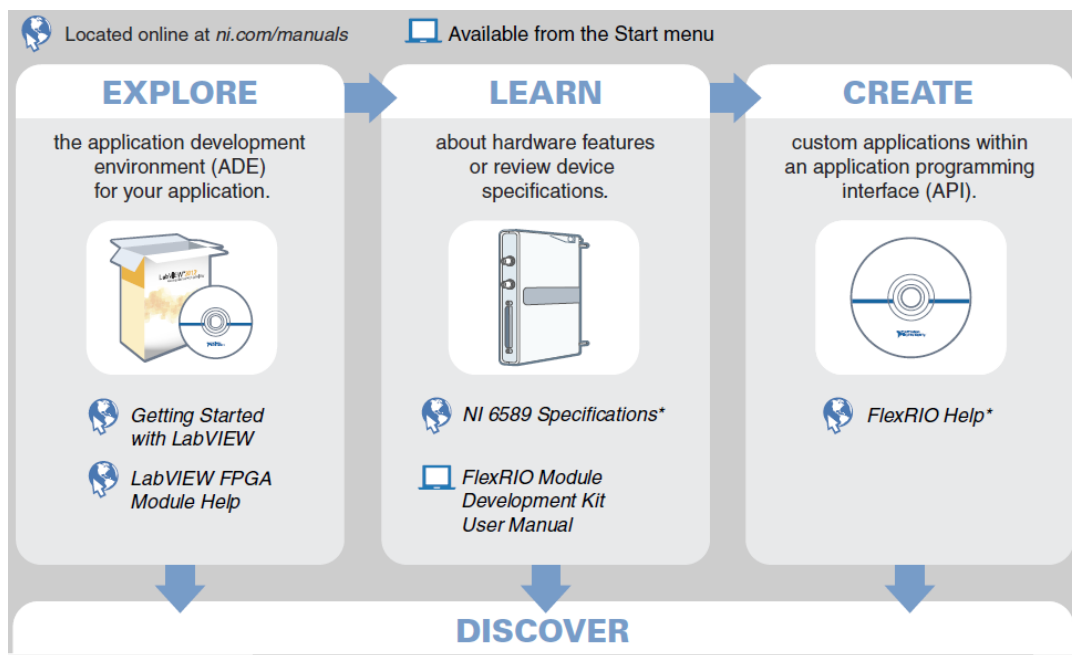 Located online at ni.com/manuals
Available from the Start menu
EXPLORE
the application development
environment (ADE)
for your application.
LabVIEW
Getting Started
with LabVIEW
LabVIEW FPGA
Module Help
LEARN
about hardware features
or review device
specifications.
NI 6589 Specifications*
FlexRIO Module
Development Kit
User Manual
CREATE
custom applications within
an application programming
interface (API).
FlexRIO Help*
DISCOVER